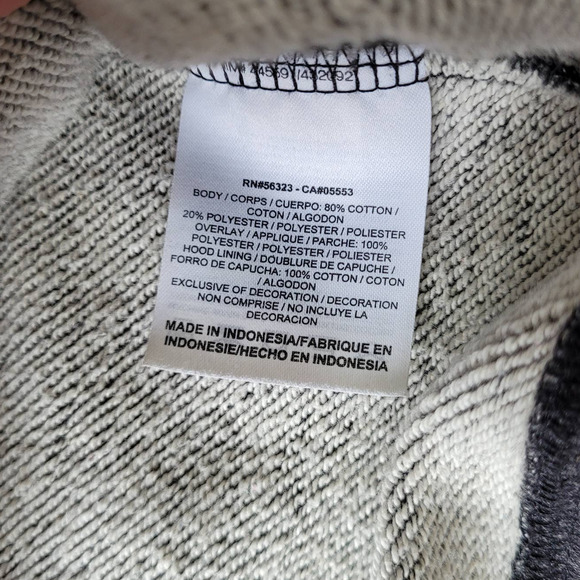 RN#56323 - CA#05553
BODY / CORPS / CUERPO: 80% COTTON /
COTON / ALGODON
20% POLYESTER / POLYESTER / POLIESTER
OVERLAY / APPLIQUE / PARCHE: 100%
POLYESTER / POLYESTER / POLIESTER
HOOD LINING / DOUBLURE DE CAPUCHE /
FORRO DE CAPUCHA: 100% COTTON / COTON
/ ALGODON
EXCLUSIVE OF DECORATION / DECORATION
NON COMPRISE / NO INCLUYE LA
DECORACION
MADE IN INDONESIA/FABRIQUE EN
INDONESIE/HECHO EN INDONESIA